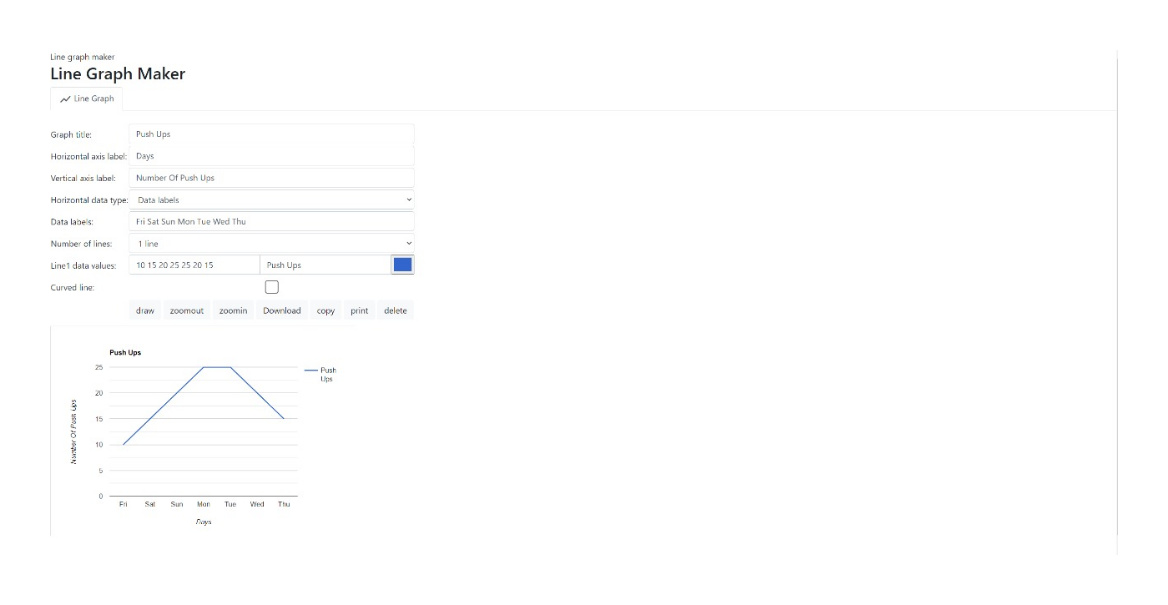 Line graph maker
Line Graph Maker
Line Graph
Graph title: Push Ups
Horizontal axis label: Days
Vertical axis label: Number Of Push Ups
Horizontal data type: Data labels
Data labels: Fri Sat Sun Mon Tue Wed Thu
Number of lines: 1 line
Line1 data values: 10 15 20 25 25 20 15 Push Ups
Curved line:
draw zoomout zoomin Download copy print delete
Push Ups
25
20
15
10
5
0
Number Of Push Ups
Push
Ups
Fri Sat Sun Mon Tue Wed Thu
Days